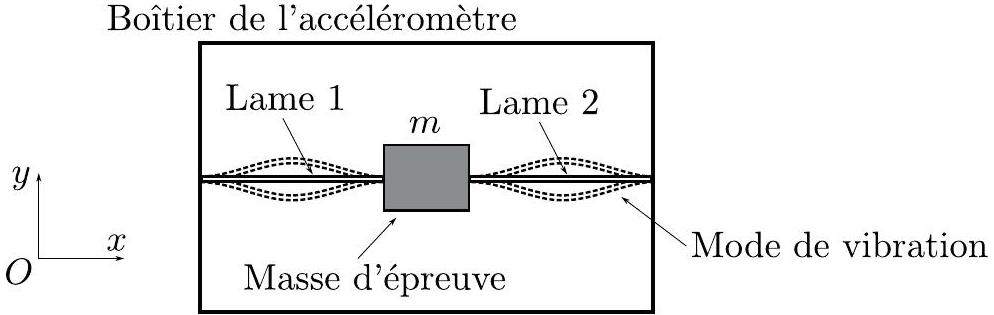 Boîtier de l'accéléromètre
Lame 1
Lame 2
m
y
x
O
Masse d'épreuve
Mode de vibration